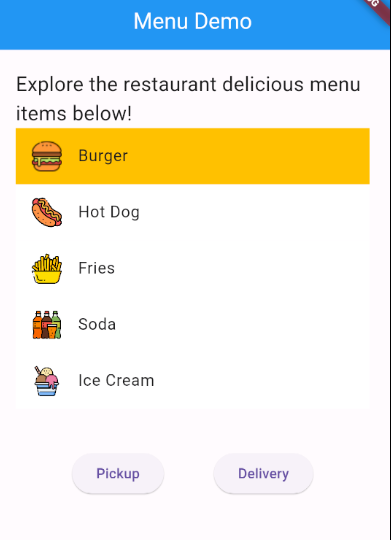 Menu Demo
Explore the restaurant delicious menu
items below!
Burger
Hot Dog
Fries
Soda
Ice Cream
Pickup
Delivery